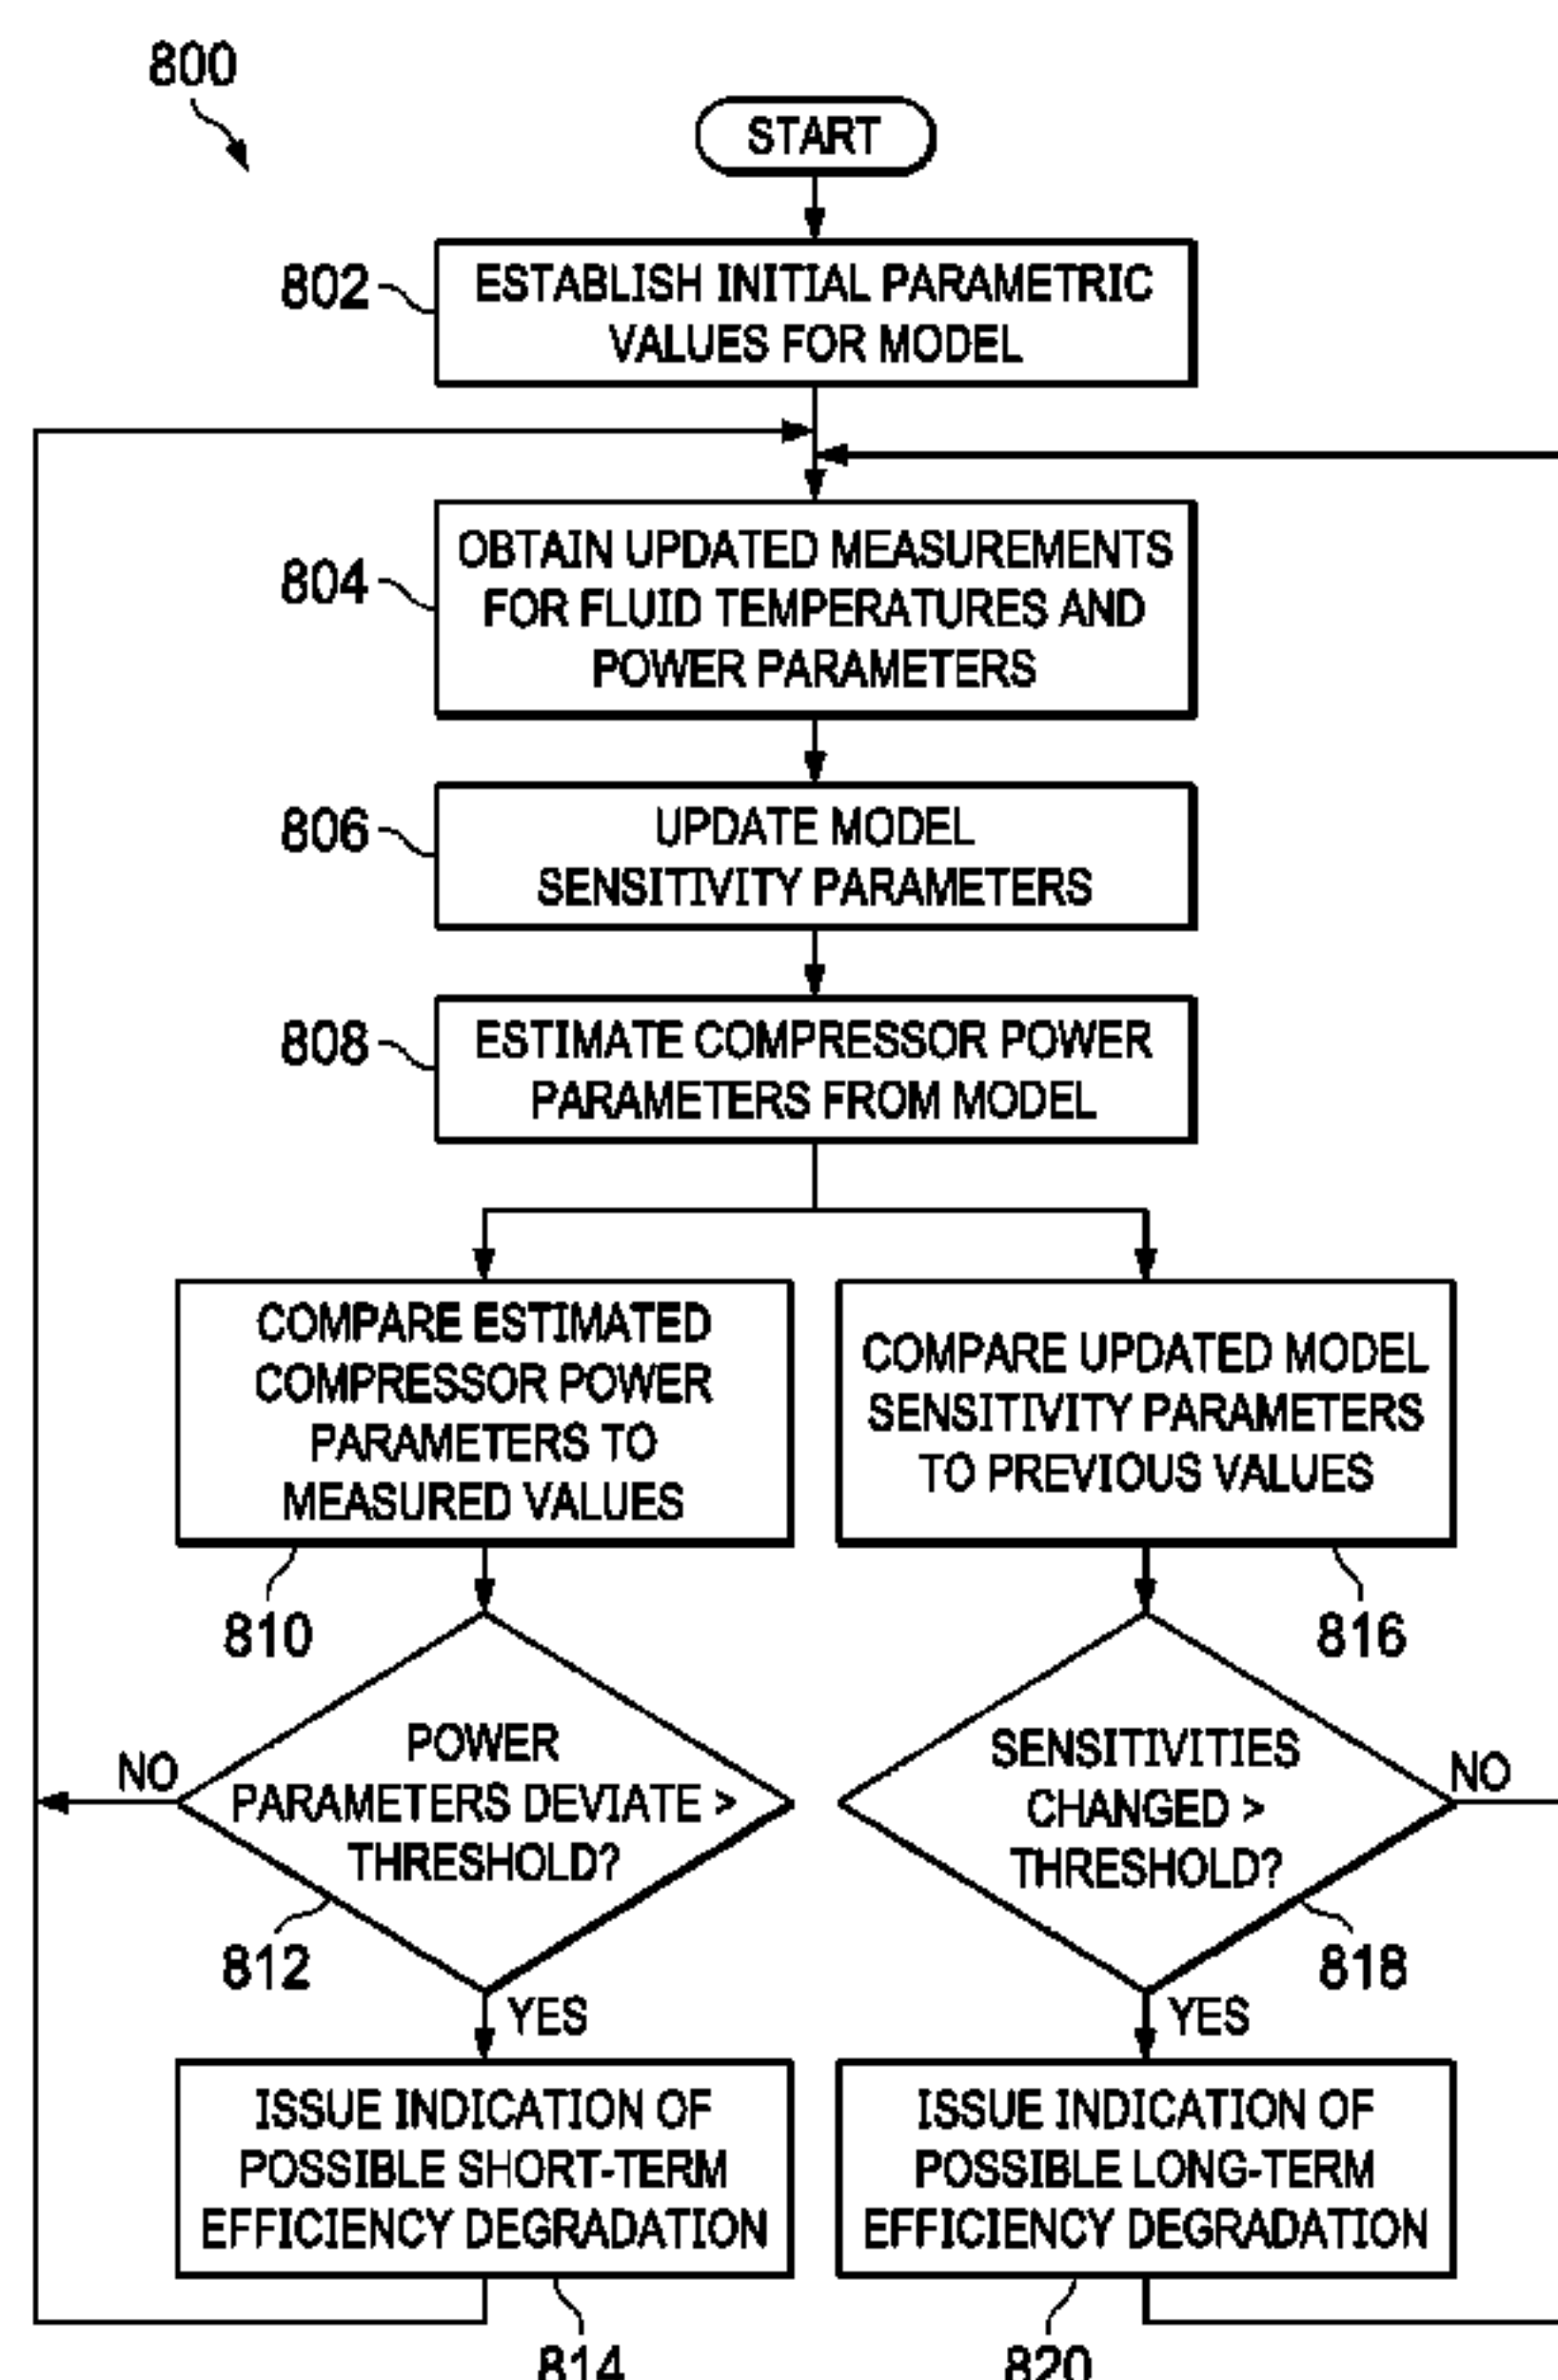 800
START
802
ESTABLISH INITIAL PARAMETRIC
VALUES FOR MODEL
804
OBTAIN UPDATED MEASUREMENTS
FOR FLUID TEMPERATURES AND
POWER PARAMETERS
806
UPDATE MODEL
SENSITIVITY PARAMETERS
808
ESTIMATE COMPRESSOR POWER
PARAMETERS FROM MODEL
COMPARE ESTIMATED
COMPRESSOR POWER
PARAMETERS TO
MEASURED VALUES
810
COMPARE UPDATED MODEL
SENSITIVITY PARAMETERS
TO PREVIOUS VALUES
816
POWER
PARAMETERS DEVIATE >
THRESHOLD?
NO
812
YES
SENSITIVITIES
CHANGED >
THRESHOLD?
NO
818
YES
ISSUE INDICATION OF
POSSIBLE SHORT-TERM
EFFICIENCY DEGRADATION
814
ISSUE INDICATION OF
POSSIBLE LONG-TERM
EFFICIENCY DEGRADATION
820